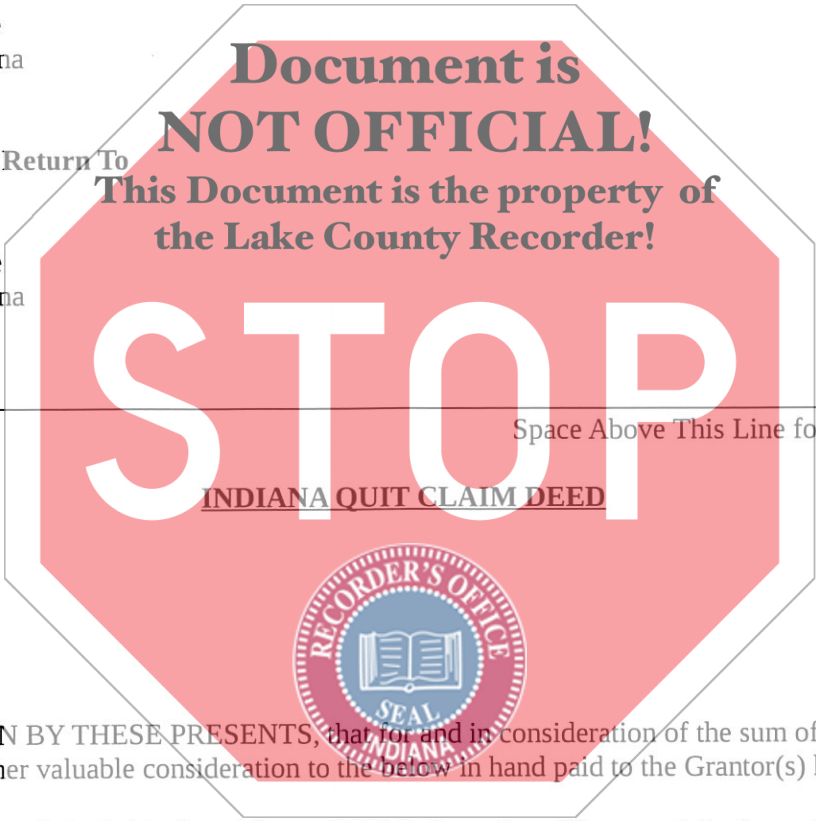 na
Document is
NOT OFFICIAL!
Return To
This Document is the property of
the Lake County Recorder!
na
STOP
Space Above This Line fo
INDIANA QUIT CLAIM DEED
RECORDER'S OFFICE
SEAL
INDIANA
N BY THESE PRESENTS, that for and in consideration of the sum of
er valuable consideration to the below in hand paid to the Grantor(s)